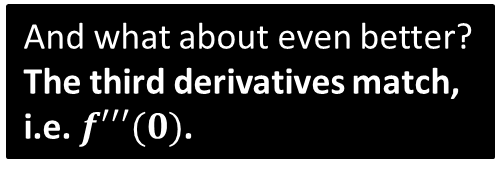 And what about even better?
The third derivatives match,
i.e. f′′′(0).